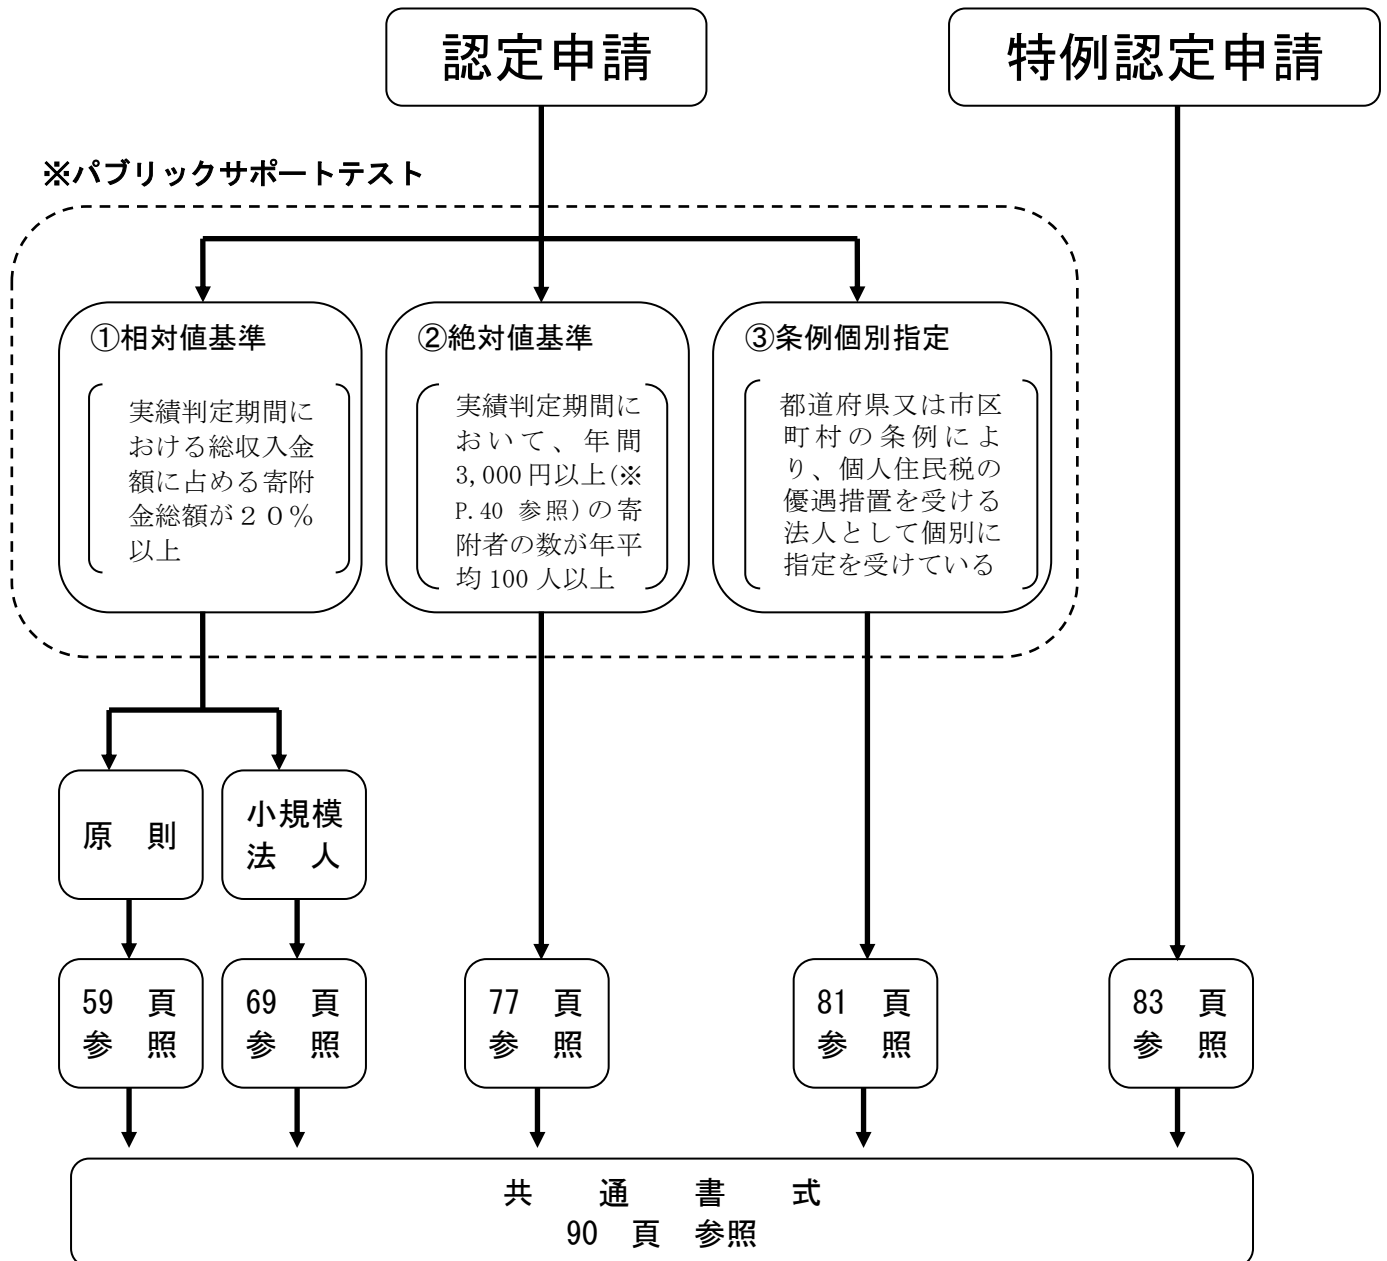 認定申請
特例認定申請
※パブリックサポートテスト
①相対値基準
実績判定期間に
おける総収入金
額に占める寄附
金総額が２０％
以上
②絶対値基準
実績判定期間に
おいて、年間
3,000円以上(※
P.40 参照)の寄
附者の数が年平
均100人以上
③条例個別指定
都道府県又は市区
町村の条例によ
り、個人住民税の
優遇措置を受ける
法人として個別に
指定を受けている
原　則
小規模
法　人
59　頁
参　照
69　頁
参　照
77　頁
参　照
81　頁
参　照
83　頁
参　照
共　通　書　式
90　頁　参照